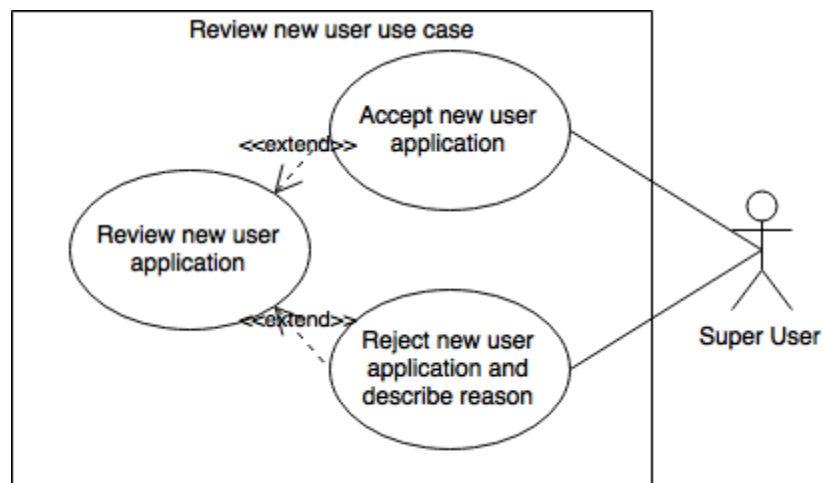 Review new user use case
Accept new user
application
<<extend>>
Review new user
application
<<extend>>
Reject new user
application and
describe reason
Super User